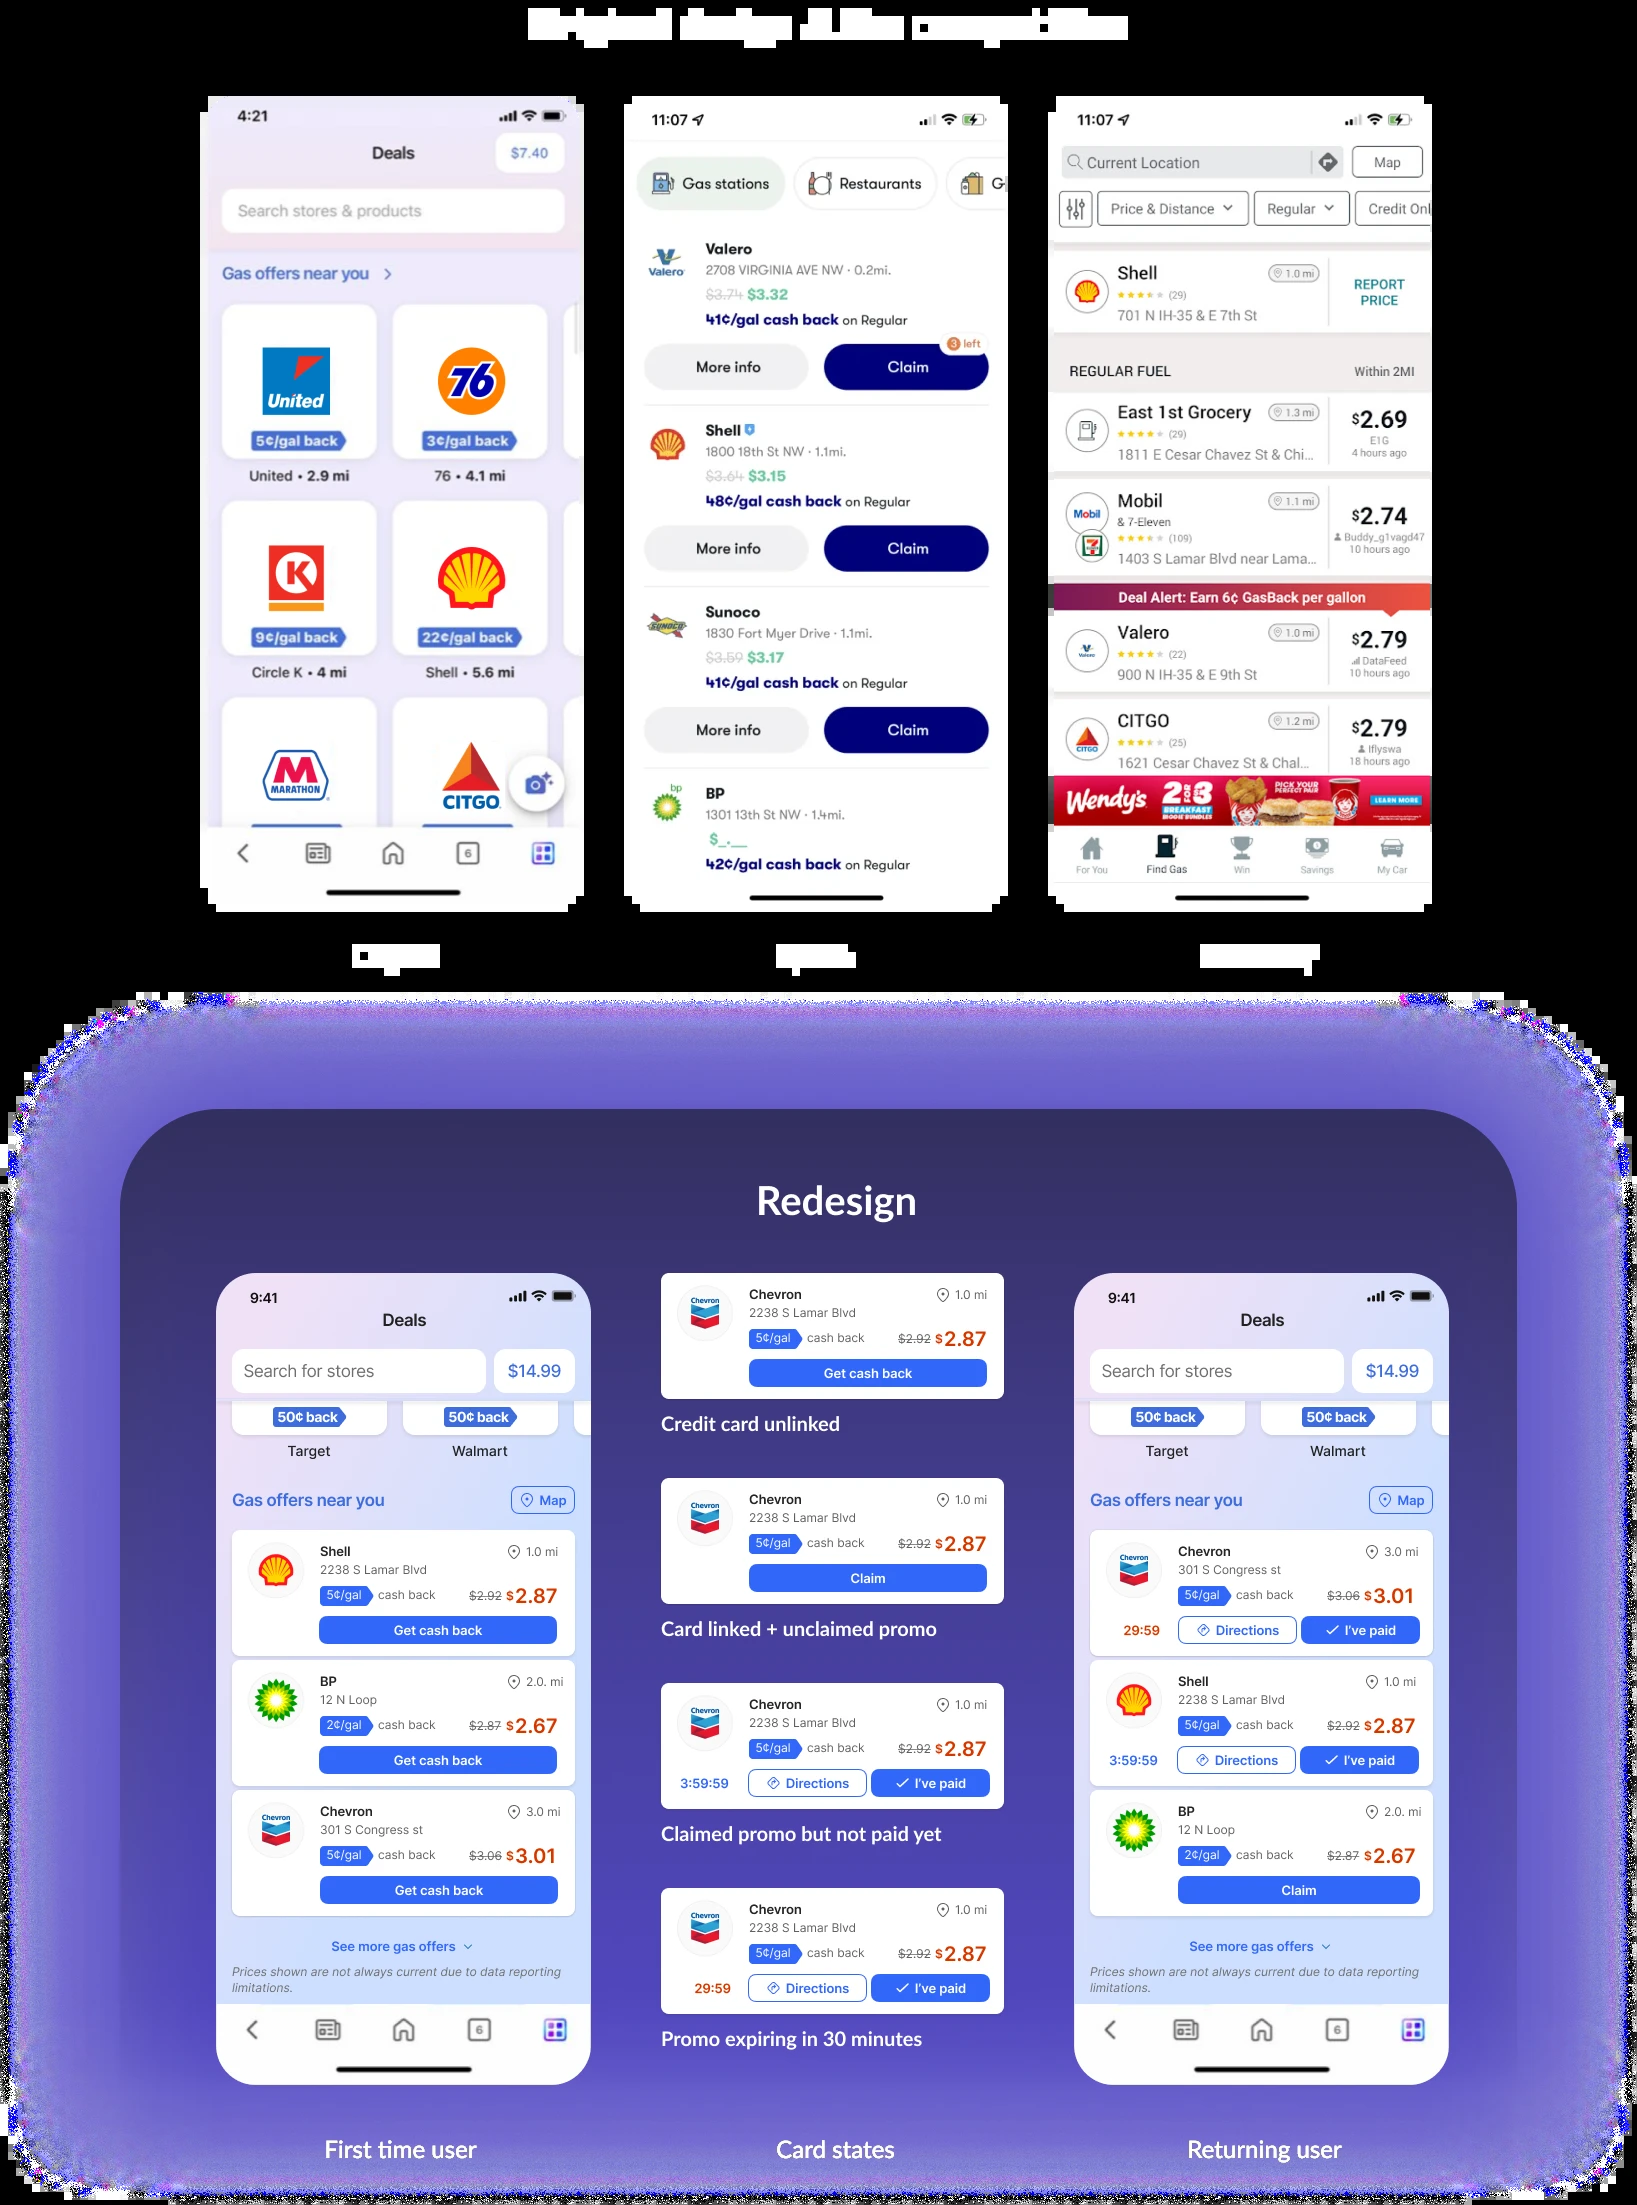 4:21
Deals
$7.40
Search stores & products
Gas offers near you
United
76
5¢/gal back
3¢/gal back
United • 2.9 mi
76 • 4.1 mi
K
9¢/gal back
22¢/gal back
Circle K • 4 mi
Shell • 5.6 mi
M
MARATHON
CITGO
6
11:07
Gas stations
Restaurants
G
Valero
Valero
2708 VIRGINIA AVE NW · 0.2mi.
$3.74 $3.32
41¢/gal cash back on Regular
3 left
More info
Claim
Shell
1800 18th St NW · 1.1mi.
$3.64 $3.15
48¢/gal cash back on Regular
More info
Claim
SUNOCO
Sunoco
1830 Fort Myer Drive · 1.1mi.
$3.59 $3.17
41¢/gal cash back on Regular
More info
Claim
bp
BP
1301 13th St NW · 1.4mi.
$_.__
42¢/gal cash back on Regular
11:07
Current Location
Map
Price & Distance
Regular
Credit Onl
Shell
1.0 mi
(29)
701 N IH-35 & E 7th St
REPORT
PRICE
REGULAR FUEL
Within 2MI
East 1st Grocery
1.3 mi
(29)
1811 E Cesar Chavez St & Chi...
$2.69
E1G
4 hours ago
Mobil
Mobil
1.1 mi
& 7-Eleven
(109)
1403 S Lamar Blvd near Lama...
$2.74
Buddy_g1vagd47
10 hours ago
Deal Alert: Earn 6¢ GasBack per gallon
Valero
Valero
1.0 mi
(22)
900 N IH-35 & E 9th St
$2.79
DataFeed
10 hours ago
CITGO
CITGO
1.2 mi
(25)
1621 Cesar Chavez St & Chal...
$2.79
Iflyswa
18 hours ago
Wendy's
2 FOR $3
BREAKFAST
BIGGIE BUNDLES
PICK YOUR
PERFECT PAIR
LEARN MORE
For You
Find Gas
Win
Savings
My Car
Redesign
9:41
Deals
Search for stores
$14.99
50¢ back
50¢ back
Target
Walmart
Gas offers near you
Map
Shell
1.0 mi
2238 S Lamar Blvd
5¢/gal cash back
$2.92 $2.87
Get cash back
BP
2.0. mi
12 N Loop
2¢/gal cash back
$2.87 $2.67
Get cash back
Chevron
Chevron
3.0 mi
301 S Congress st
5¢/gal cash back
$3.06 $3.01
Get cash back
See more gas offers
Prices shown are not always current due to data reporting
limitations.
6
First time user
Chevron
Chevron
1.0 mi
2238 S Lamar Blvd
5¢/gal cash back
$2.92 $2.87
Get cash back
Credit card unlinked
Chevron
Chevron
1.0 mi
2238 S Lamar Blvd
5¢/gal cash back
$2.92 $2.87
Claim
Card linked + unclaimed promo
Chevron
Chevron
1.0 mi
2238 S Lamar Blvd
5¢/gal cash back
$2.92 $2.87
3:59:59
Directions
I've paid
Claimed promo but not paid yet
Chevron
Chevron
1.0 mi
2238 S Lamar Blvd
5¢/gal cash back
$2.92 $2.87
29:59
Directions
I've paid
Promo expiring in 30 minutes
Card states
9:41
Deals
Search for stores
$14.99
50¢ back
50¢ back
Target
Walmart
Gas offers near you
Map
Chevron
Chevron
3.0 mi
301 S Congress st
5¢/gal cash back
$3.06 $3.01
29:59
Directions
I've paid
Shell
1.0 mi
2238 S Lamar Blvd
5¢/gal cash back
$2.92 $2.87
3:59:59
Directions
I've paid
BP
2.0. mi
12 N Loop
2¢/gal cash back
$2.87 $2.67
Claim
See more gas offers
Prices shown are not always current due to data reporting
limitations.
6
Returning user